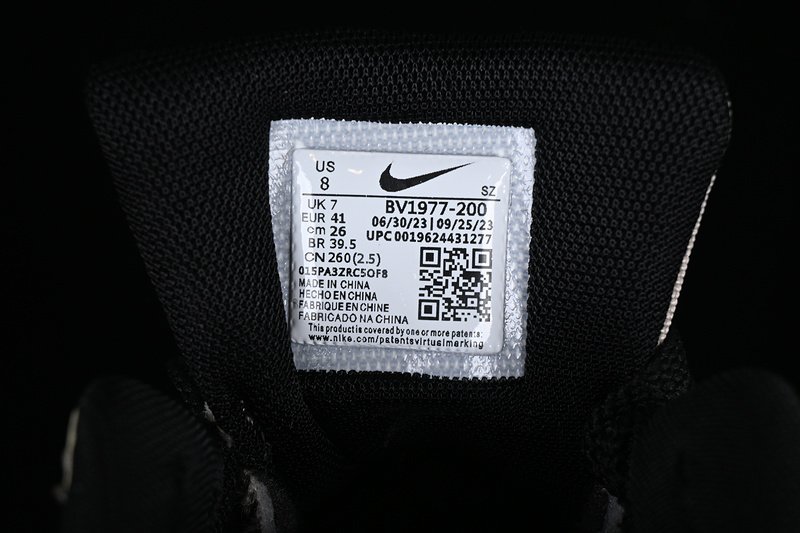 US
8
SZ
UK 7
EUR 41
cm 26
BR 39.5
CN 260 (2.5)
BV1977-200
06/30/23 | 09/25/23
UPC 0019624431277
015PA3ZRC5OF8
MADE IN CHINA
HECHO EN CHINA
FABRIQUE EN CHINE
FABRICADO NA CHINA
This product is covered by one or more patents:
www.nike.com/patentsvirtualmarking